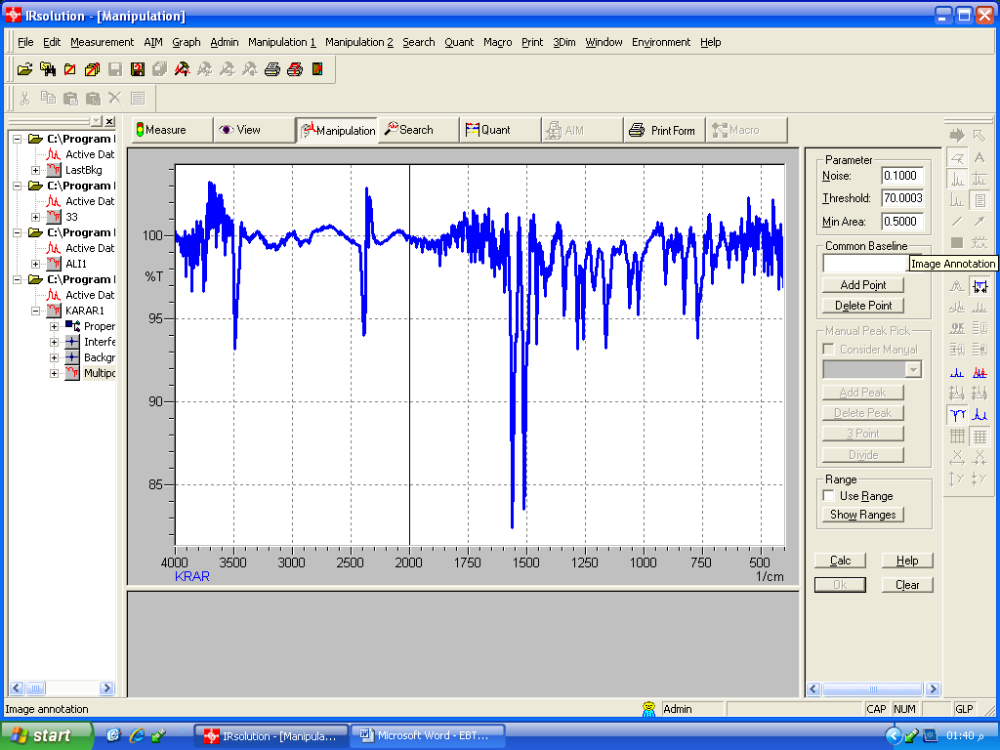 IRsolution - [Manipulation]
File Edit Measurement AIM Graph Admin Manipulation 1 Manipulation 2 Search Quant Macro Print 3Dim Window Environment Help
Measure View Manipulation Search Quant AIM Print Form Macro
C:\Program
Active Dat
LastBkg
C:\Program
Active Dat
33
C:\Program
Active Dat
ALI1
C:\Program
Active Dat
KARAR1
Proper
Interfe
Backgr
Multipo
100
%T
95
90
85
4000 3500 3000 2500 2000 1750 1500 1250 1000 750 500
KRAR 1/cm
Parameter
Noise: 0.1000
Threshold: 70.0003
Min Area: 0.5000
Common Baseline
Image Annotation
Add Point
Delete Point
Manual Peak Pick
Consider Manual
Add Peak
Delete Peak
3 Point
Divide
Range
Use Range
Show Ranges
Calc Help
Ok Clear
Image annotation Admin CAP NUM GLP
start IRsolution - [Manipula... Microsoft Word - EBT... 01:40 م